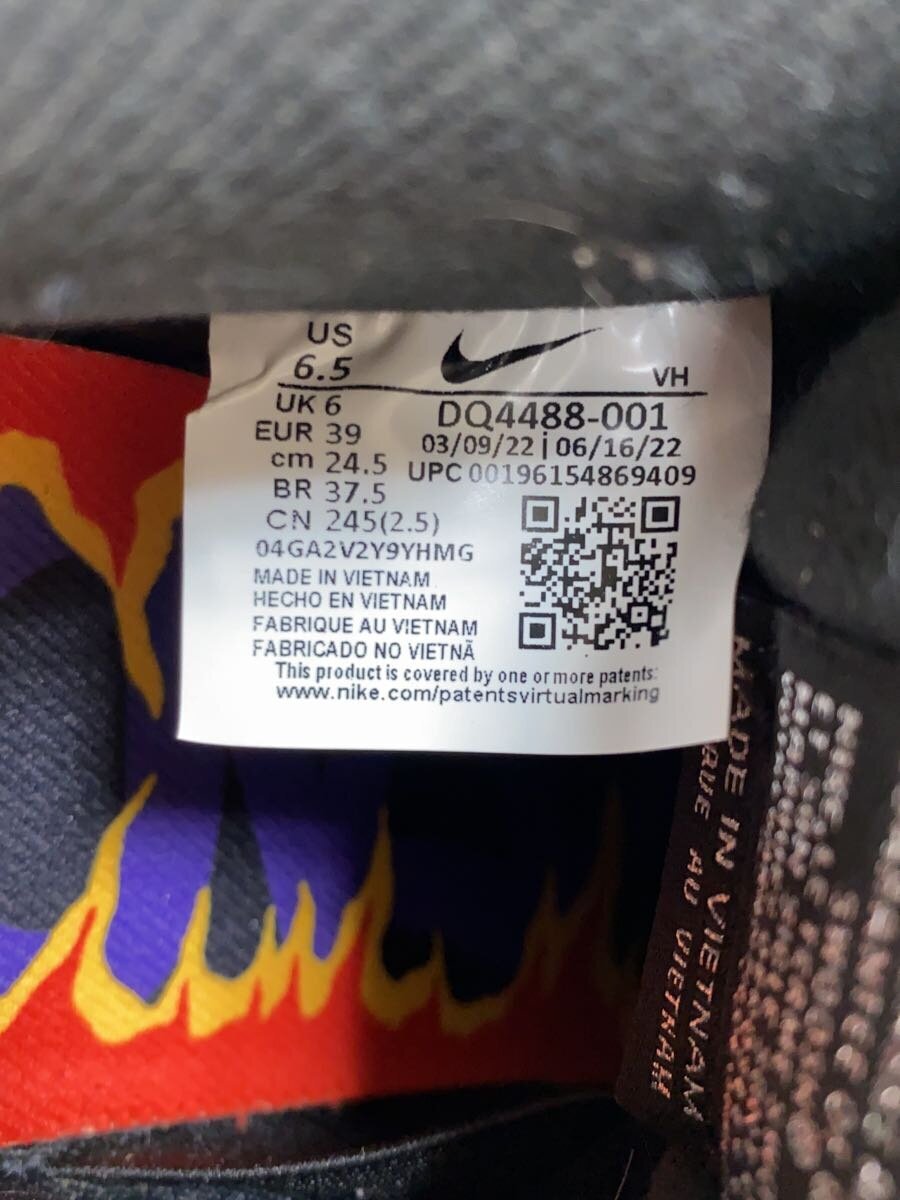 US
6.5
VH
UK 6
DQ4488-001
EUR 39
03/09/22 | 06/16/22
cm 24.5
UPC 00196154869409
BR 37.5
CN 245(2.5)
04GA2V2Y9YHMG
MADE IN VIETNAM
HECHO EN VIETNAM
FABRIQUE AU VIETNAM
FABRICADO NO VIETNÃ
This product is covered by one or more patents:
www.nike.com/patentsvirtualmarking
MADE IN VIETNAM
AU VIETNAM